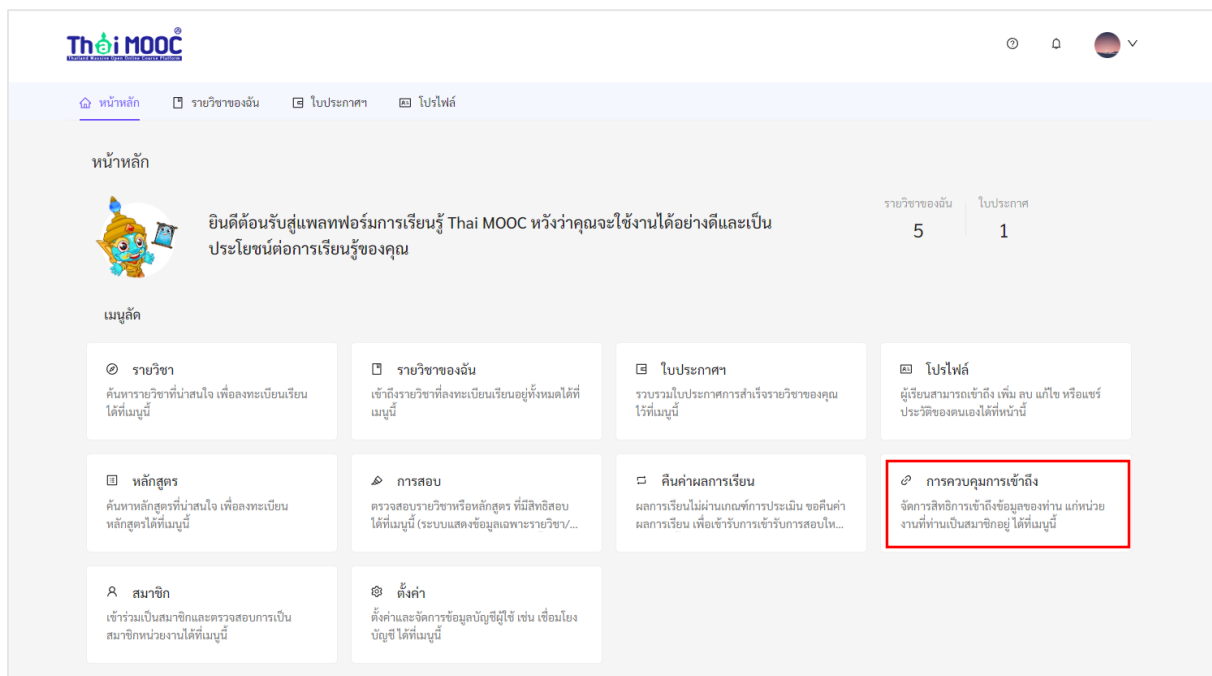 Thai MOOC
Thailand Massive Open Online Course Platform
หน้าหลัก
รายวิชาของฉัน
ใบประกาศฯ
โปรไฟล์
หน้าหลัก
ยินดีต้อนรับสู่แพลทฟอร์มการเรียนรู้ Thai MOOC หวังว่าคุณจะใช้งานได้อย่างดีและเป็น
ประโยชน์ต่อการเรียนรู้ของคุณ
รายวิชาของฉัน
5
ใบประกาศ
1
เมนูลัด
รายวิชา
ค้นหารายวิชาที่น่าสนใจ เพื่อลงทะเบียนเรียน
ได้ที่เมนูนี้
รายวิชาของฉัน
เข้าถึงรายวิชาที่ลงทะเบียนเรียนอยู่ทั้งหมดได้ที่
เมนูนี้
ใบประกาศฯ
รวบรวมใบประกาศการสำเร็จรายวิชาของคุณ
ไว้ที่เมนูนี้
โปรไฟล์
ผู้เรียนสามารถเข้าถึง เพิ่ม ลบ แก้ไข หรือแชร์
ประวัติของตนเองได้ที่หน้านี้
หลักสูตร
ค้นหาหลักสูตรที่น่าสนใจ เพื่อลงทะเบียน
หลักสูตรได้ที่เมนูนี้
การสอบ
ตรวจสอบรายวิชาหรือหลักสูตร ที่มีสิทธิสอบ
ได้ที่เมนูนี้ (ระบบแสดงข้อมูลเฉพาะรายวิชา/...
คืนค่าผลการเรียน
ผลการเรียนไม่ผ่านเกณฑ์การประเมิน ขอคืนค่า
ผลการเรียน เพื่อเข้ารับการเข้ารับการสอบให...
การควบคุมการเข้าถึง
จัดการสิทธิการเข้าถึงข้อมูลของท่าน แก่หน่วย
งานที่ท่านเป็นสมาชิกอยู่ ได้ที่เมนูนี้
สมาชิก
เข้าร่วมเป็นสมาชิกและตรวจสอบการเป็น
สมาชิกหน่วยงานได้ที่เมนูนี้
ตั้งค่า
ตั้งค่าและจัดการข้อมูลบัญชีผู้ใช้ เช่น เชื่อมโยง
บัญชี ได้ที่เมนูนี้